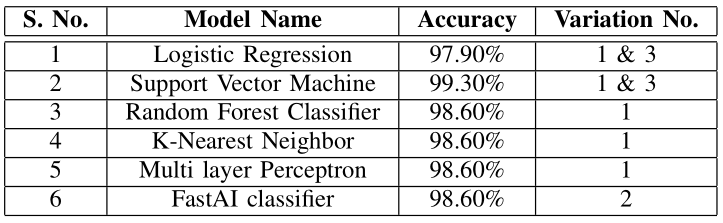 S. No. Model Name Accuracy Variation No.
1 Logistic Regression 97.90% 1 & 3
2 Support Vector Machine 99.30% 1 & 3
3 Random Forest Classifier 98.60% 1
4 K-Nearest Neighbor 98.60% 1
5 Multi layer Perceptron 98.60% 1
6 FastAI classifier 98.60% 2